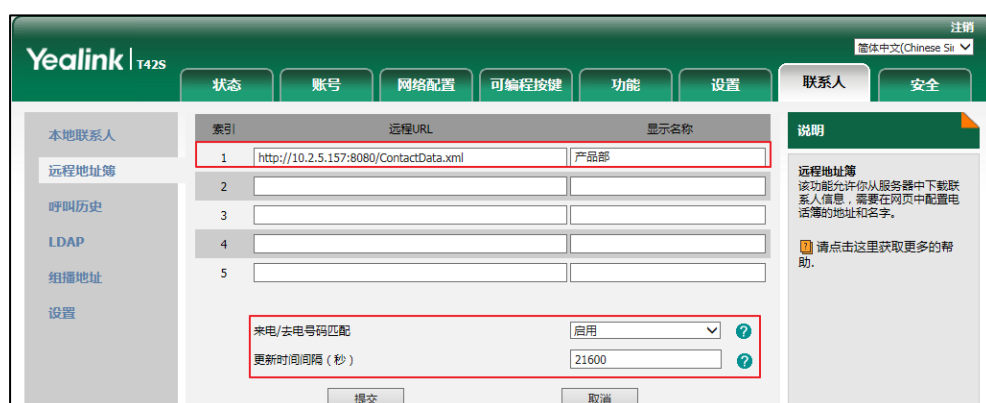 注销
简体中文(Chinese Sii
Yealink T42S
状态 账号 网络配置 可编程按键 功能 设置 联系人 安全
本地联系人
远程地址簿
呼叫历史
LDAP
组播地址
设置
索引 远程URL 显示名称
1 http://10.2.5.157:8080/ContactData.xml 产品部
2
3
4
5
来电/去电号码匹配 启用
更新时间间隔（秒） 21600
提交 取消
说明
远程地址簿
该功能允许你从服务器中下载联
系人信息，需要在网页中配置电
话簿的地址和名字。
请点击这里获取更多的帮
助.